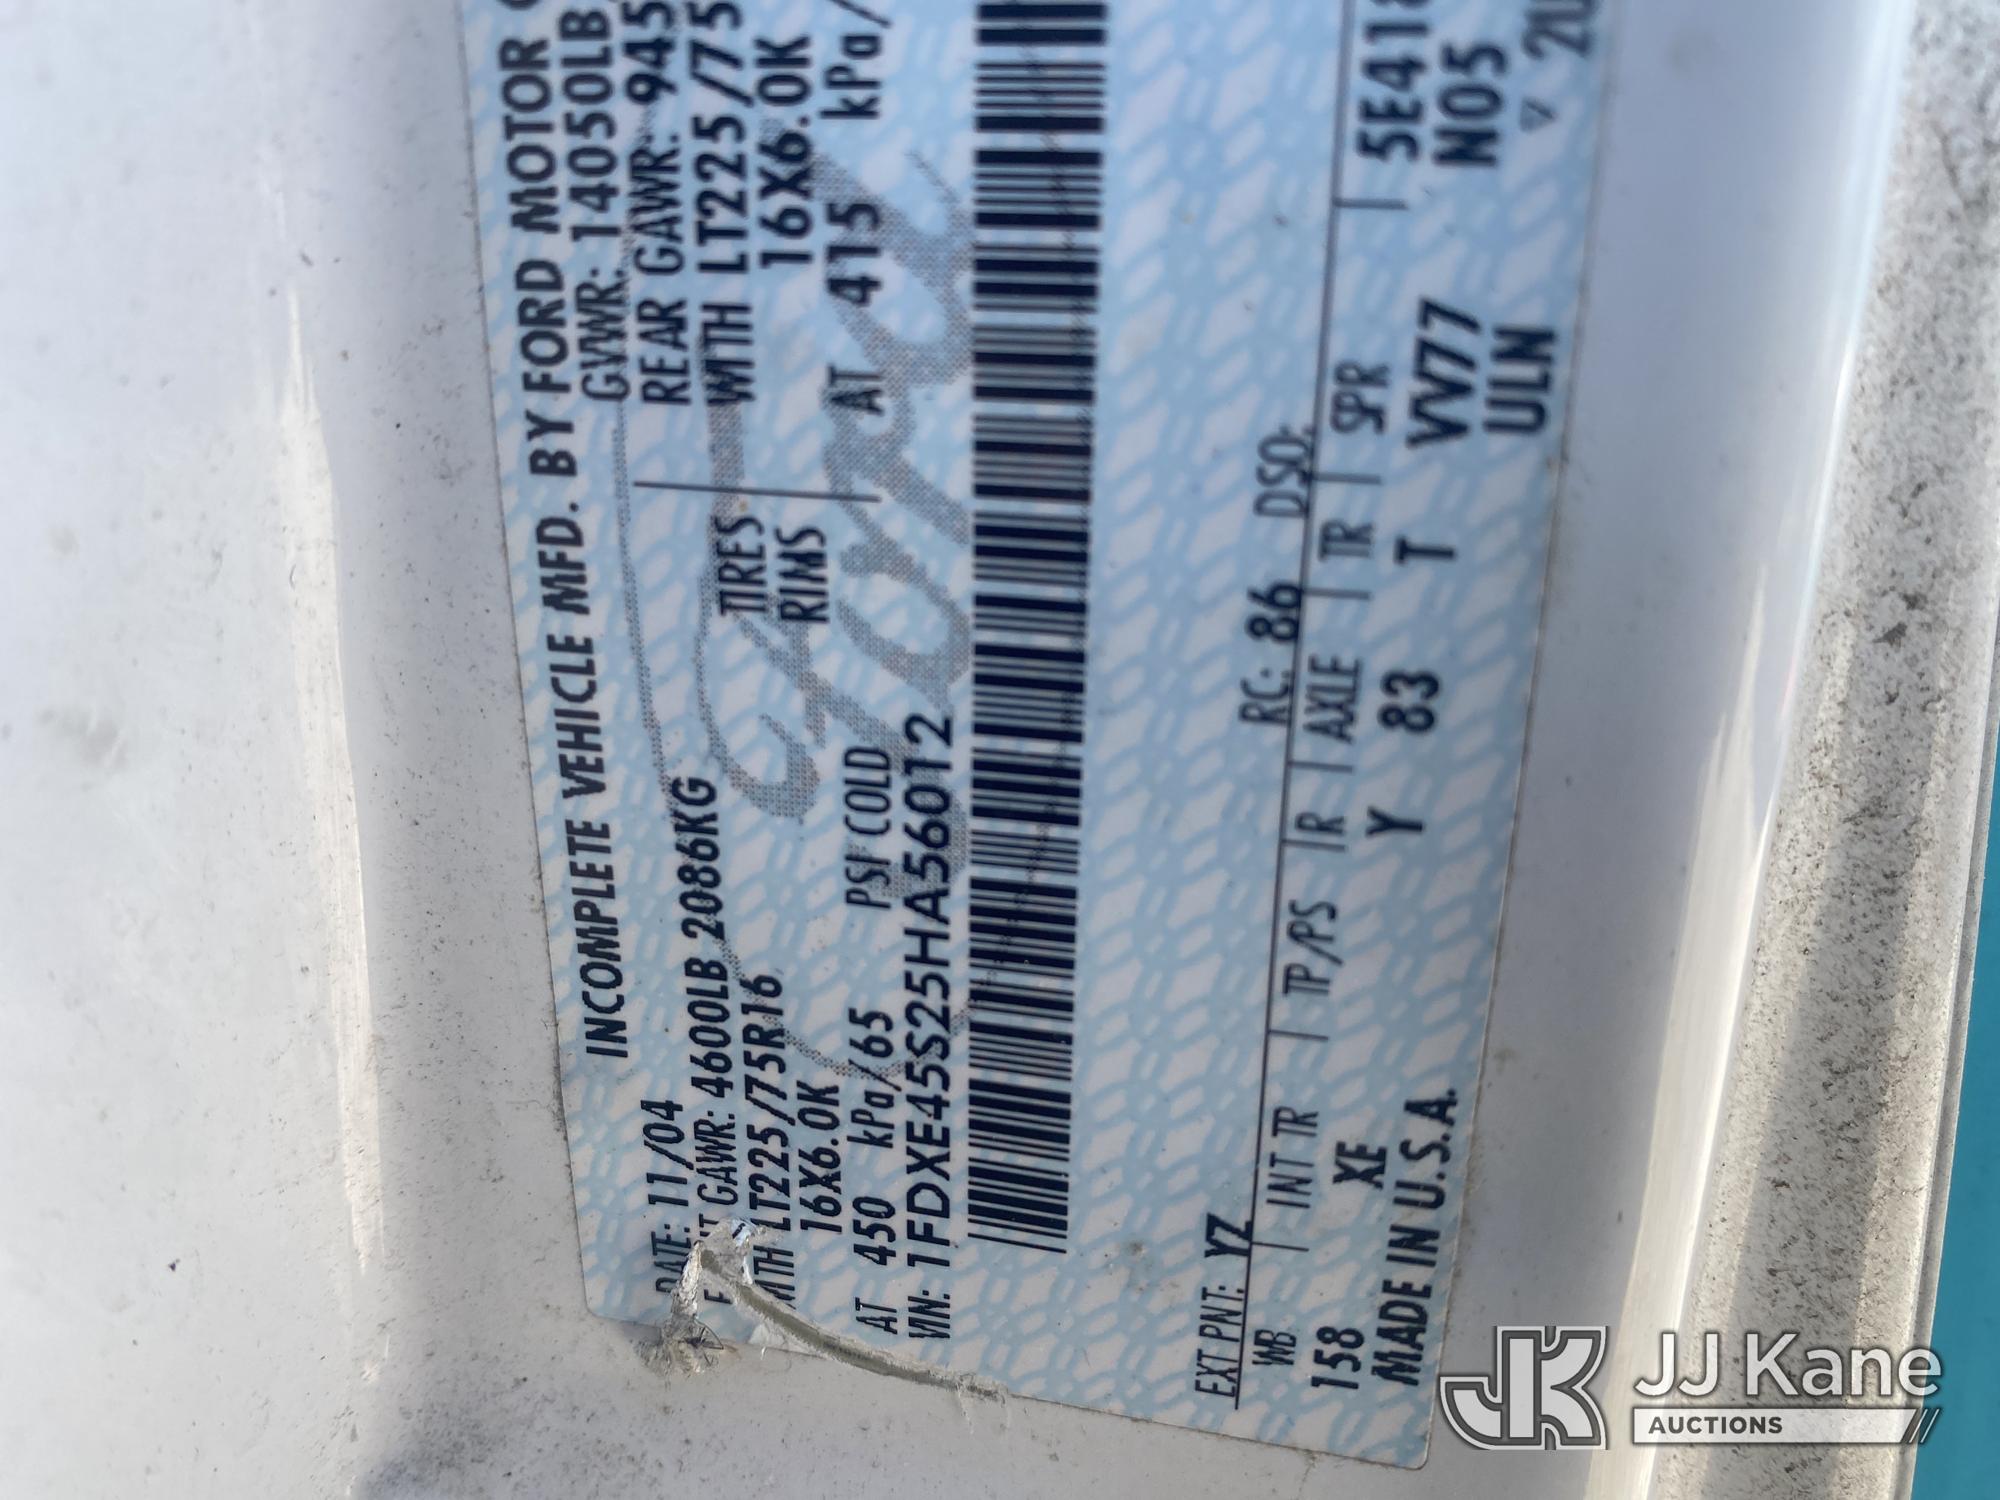 INCOMPLETE VEHICLE MFD. BY FORD MOTOR
DATE: 11/04 GVWR: 14050LB
GAWR: 4600LB 2086KG REAR GAWR: 945
WITH LT225/75R16 TIRES WITH LT225/75
16X6.0K RIMS 16X6.0K
AT 450 kPa/65 PSI COLD AT 415 kPa/
VIN: 1FDXE45S25HA56012
Ford
EXT PNT: YZ RC: 86 DSO:
WB INT TR TP/PS R AXLE TR SPR 5E418
158 XE Y 83 T VV77 N05
MADE IN U.S.A. ULN
JK JJ Kane
AUCTIONS